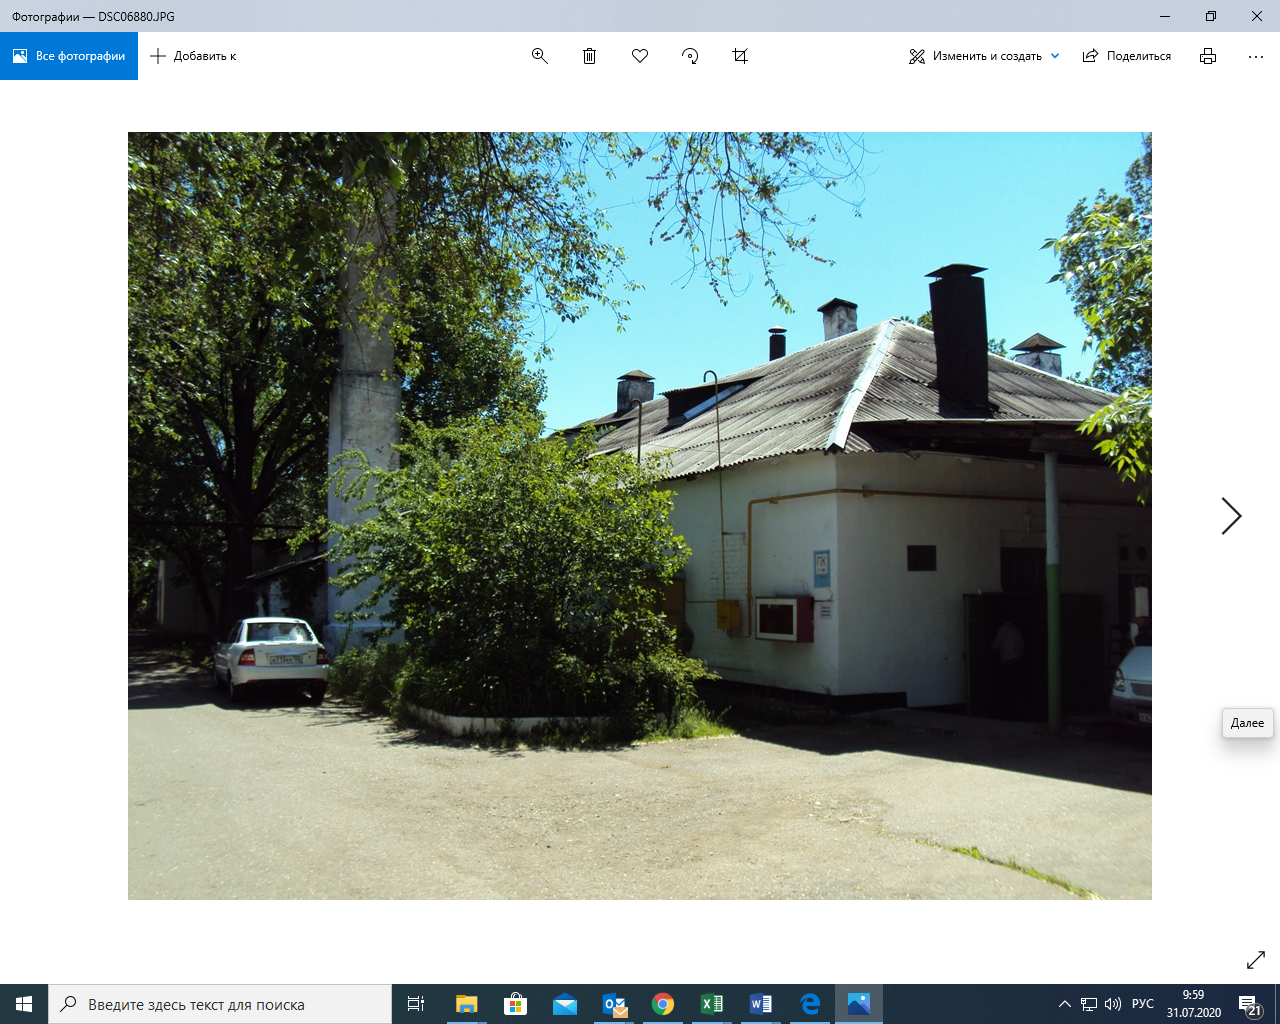 Фотографии — DSC06880.JPG
Все фотографии
Добавить к
Изменить и создать
Поделиться
ПК
Далее
Введите здесь текст для поиска
РУС
9:59
31.07.2020
21